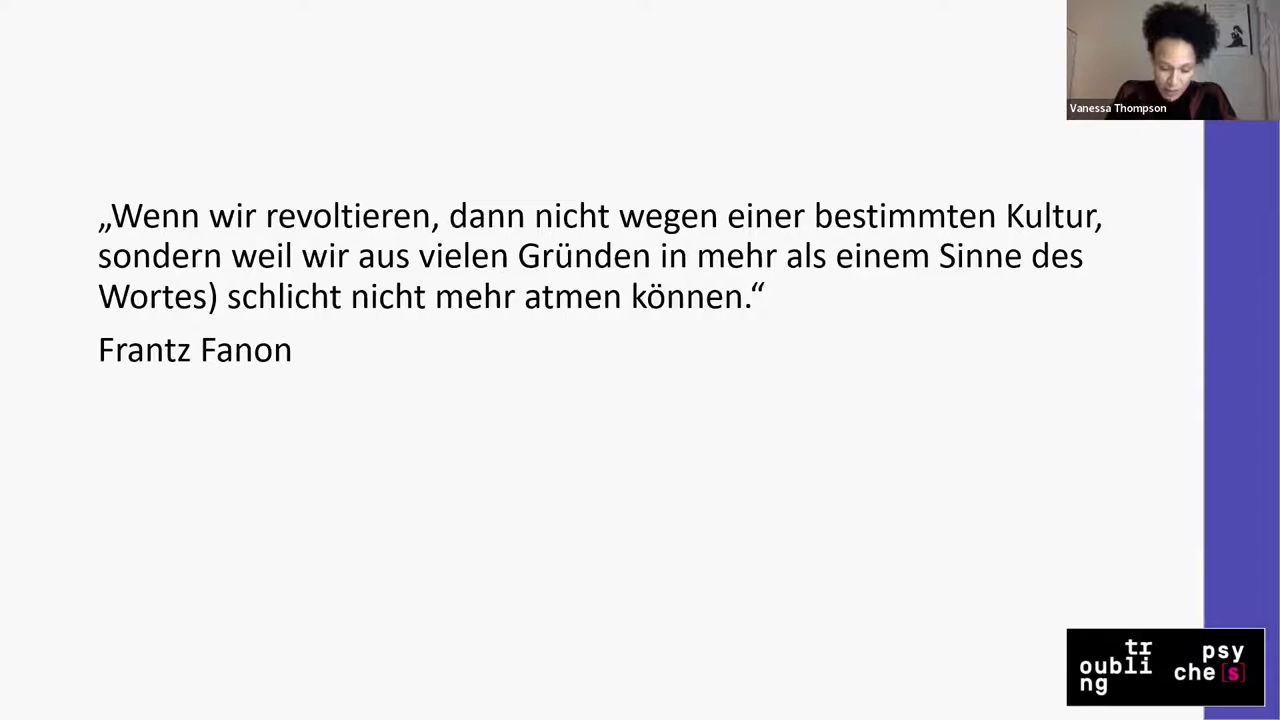 Vanessa Thompson
„Wenn wir revoltieren, dann nicht wegen einer bestimmten Kultur,
sondern weil wir aus vielen Gründen in mehr als einem Sinne des
Wortes) schlicht nicht mehr atmen können.“
Frantz Fanon
tr
oubli
ng
psy
che[s]